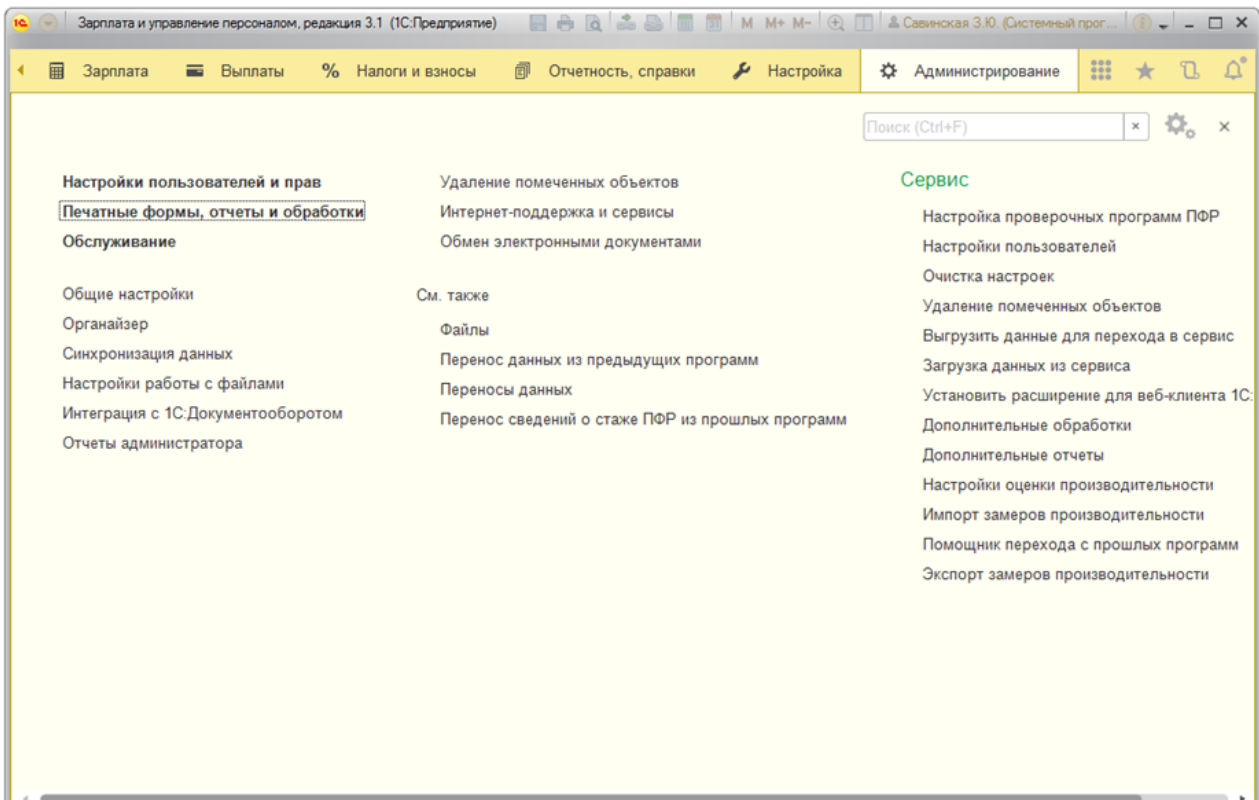 Зарплата и управление персоналом, редакция 3.1 (1С:Предприятие)
M M+ M-
Савинская З.Ю. (Системный прог...
Зарплата
Выплаты
% Налоги и взносы
Отчетность, справки
Настройка
Администрирование
Поиск (Ctrl+F)
Настройки пользователей и прав
Печатные формы, отчеты и обработки
Обслуживание
Общие настройки
Органайзер
Синхронизация данных
Настройки работы с файлами
Интеграция с 1С:Документооборотом
Отчеты администратора
Удаление помеченных объектов
Интернет-поддержка и сервисы
Обмен электронными документами
См. также
Файлы
Перенос данных из предыдущих программ
Переносы данных
Перенос сведений о стаже ПФР из прошлых программ
Сервис
Настройка проверочных программ ПФР
Настройки пользователей
Очистка настроек
Удаление помеченных объектов
Выгрузить данные для перехода в сервис
Загрузка данных из сервиса
Установить расширение для веб-клиента 1С:
Дополнительные обработки
Дополнительные отчеты
Настройки оценки производительности
Импорт замеров производительности
Помощник перехода с прошлых программ
Экспорт замеров производительности